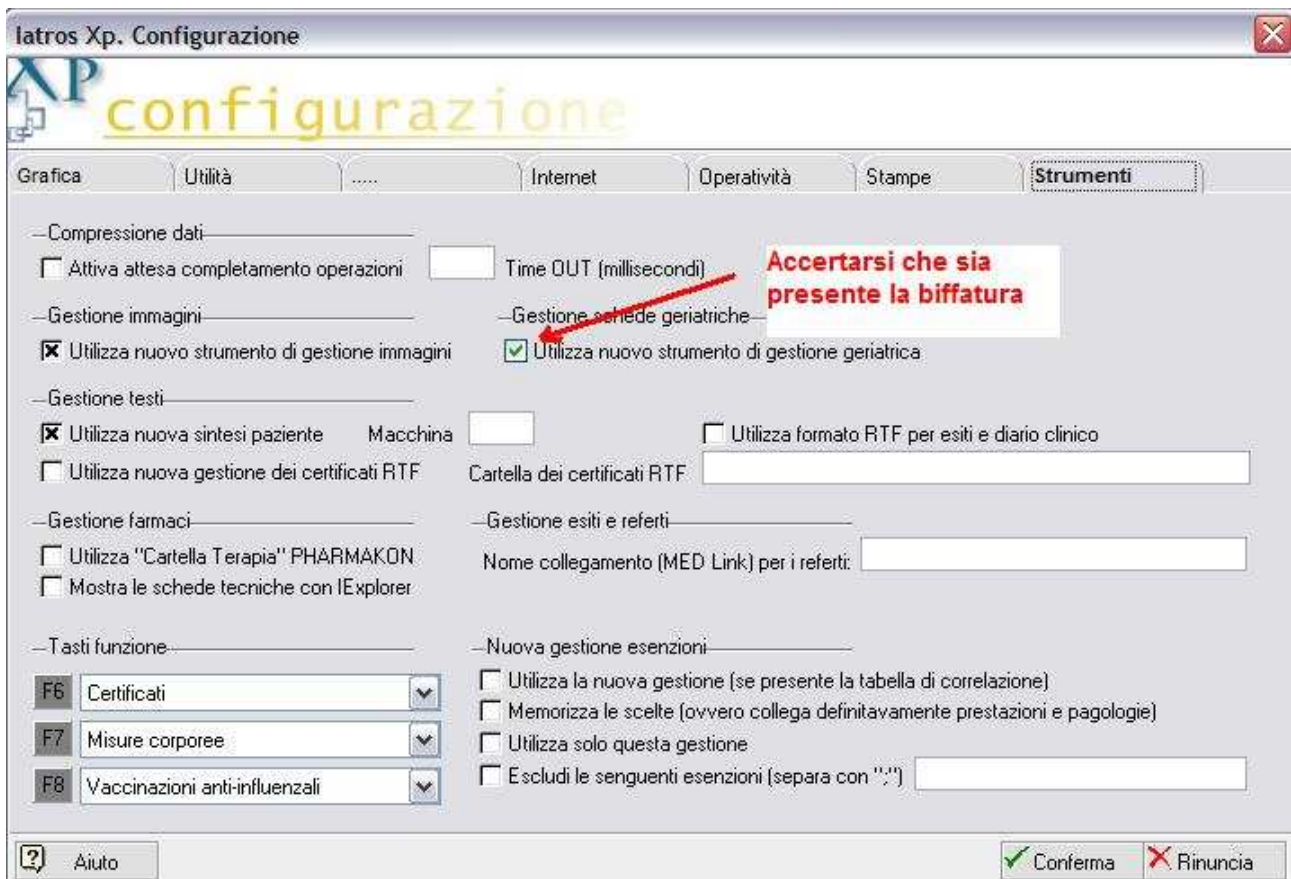 Iatros Xp. Configurazione
XP
configurazione
Grafica Utilità ..... Internet Operatività Stampe Strumenti
Compressione dati
Attiva attesa completamento operazioni Time OUT (millisecondi)
Accertarsi che sia
presente la biffatura
Gestione immagini Gestione schede geriatriche
Utilizza nuovo strumento di gestione immagini Utilizza nuovo strumento di gestione geriatrica
Gestione testi
Utilizza nuova sintesi paziente Macchina Utilizza formato RTF per esiti e diario clinico
Utilizza nuova gestione dei certificati RTF Cartella dei certificati RTF
Gestione farmaci Gestione esiti e referti
Utilizza "Cartella Terapia" PHARMAKON Nome collegamento (MED Link) per i referti:
Mostra le schede tecniche con IExplorer
Tasti funzione Nuova gestione esenzioni
F6 Certificati Utilizza la nuova gestione (se presente la tabella di correlazione)
Memorizza le scelte (ovvero collega definitavamente prestazioni e pagologie)
F7 Misure corporee Utilizza solo questa gestione
F8 Vaccinazioni anti-influenzali Escludi le senguenti esenzioni (separa con ";")
Aiuto Conferma Rinuncia